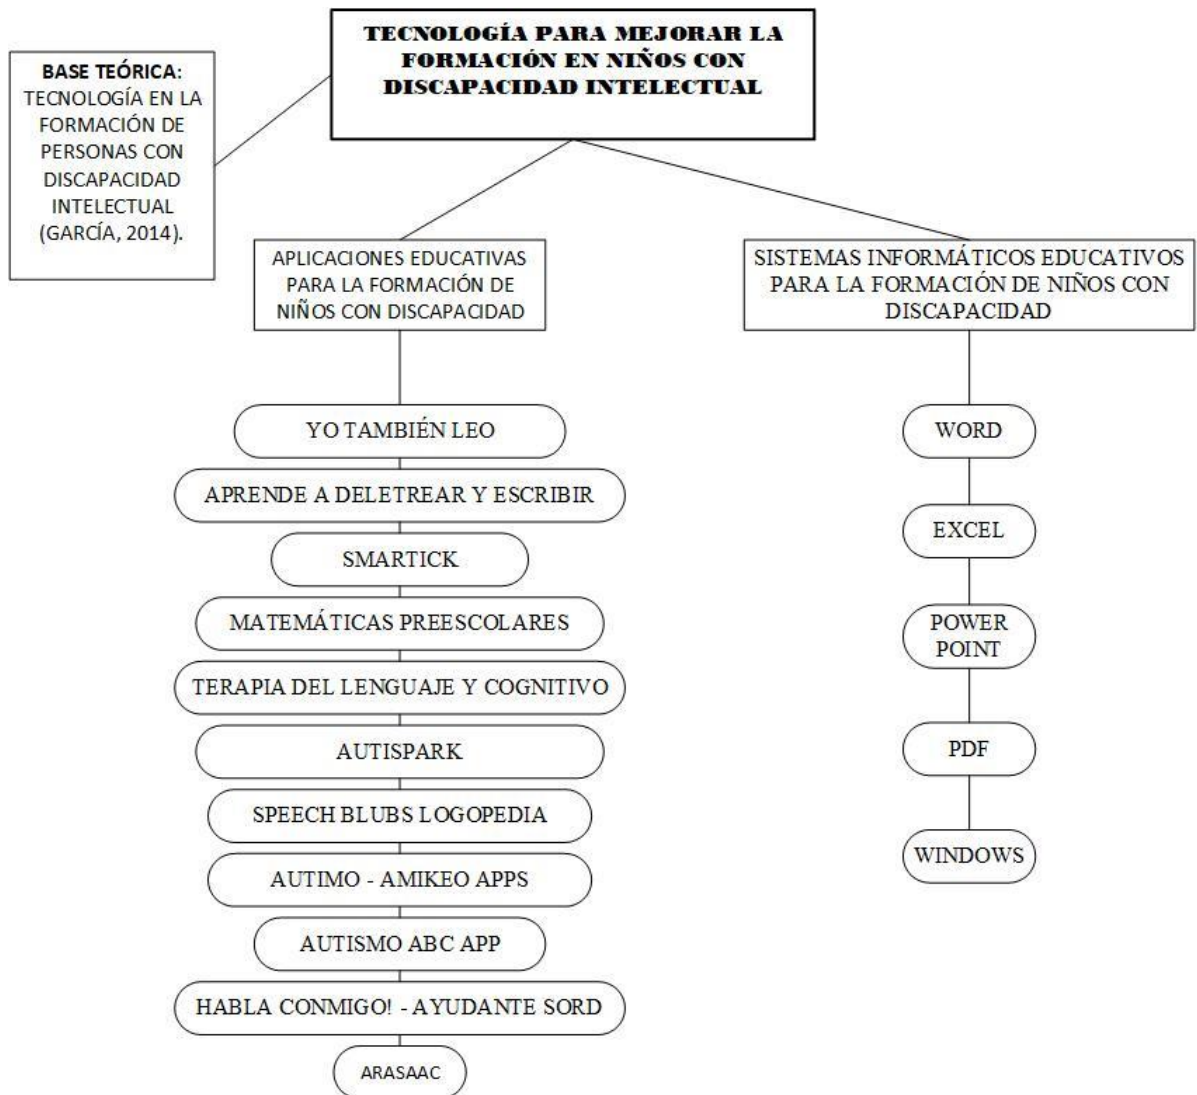 TECNOLOGÍA PARA MEJORAR LA
FORMACIÓN EN NIÑOS CON
DISCAPACIDAD INTELECTUAL
BASE TEÓRICA:
TECNOLOGÍA EN LA
FORMACIÓN DE
PERSONAS CON
DISCAPACIDAD
INTELECTUAL
(GARCÍA, 2014).
APLICACIONES EDUCATIVAS
PARA LA FORMACIÓN DE
NIÑOS CON DISCAPACIDAD
YO TAMBIÉN LEO
APRENDE A DELETREAR Y ESCRIBIR
SMARTICK
MATEMÁTICAS PREESCOLARES
TERAPIA DEL LENGUAJE Y COGNITIVO
AUTISPARK
SPEECH BLUBS LOGOPEDIA
AUTIMO - AMIKEO APPS
AUTISMO ABC APP
HABLA CONMIGO! - AYUDANTE SORD
ARASAAC
SISTEMAS INFORMÁTICOS EDUCATIVOS
PARA LA FORMACIÓN DE NIÑOS CON
DISCAPACIDAD
WORD
EXCEL
POWER
POINT
PDF
WINDOWS